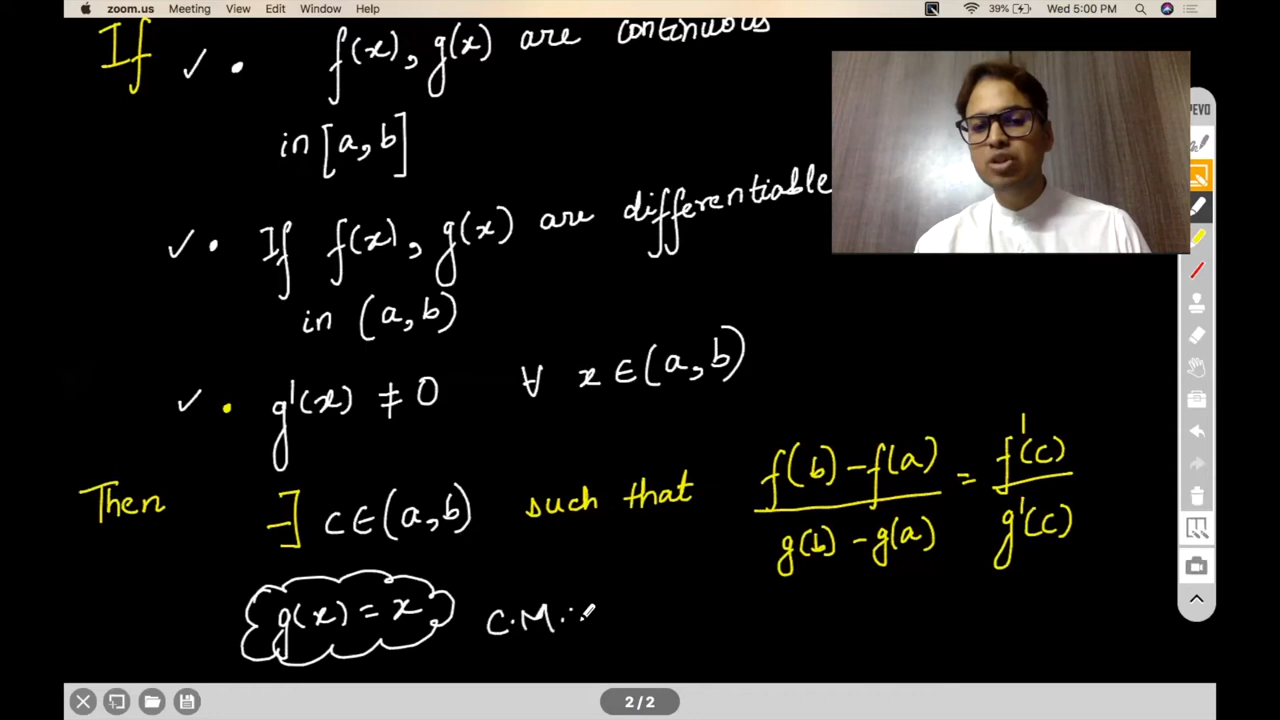 zoom.us Meeting View Edit Window Help 39% Wed 5:00 PM
If ✓ • f(x), g(x) are continuous
in [a, b]
✓ • If f(x), g(x) are differentiable
in (a, b)
✓ • g'(x) ≠ 0 ∀ x ∈ (a, b)
Then ∃ c ∈ (a, b) such that f(b) - f(a) / g(b) - g(a) = f'(c) / g'(c)
g(x) = x C.M.
2/2